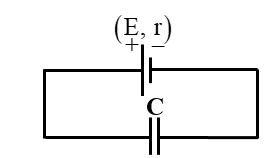 (E, r)
+ −
C